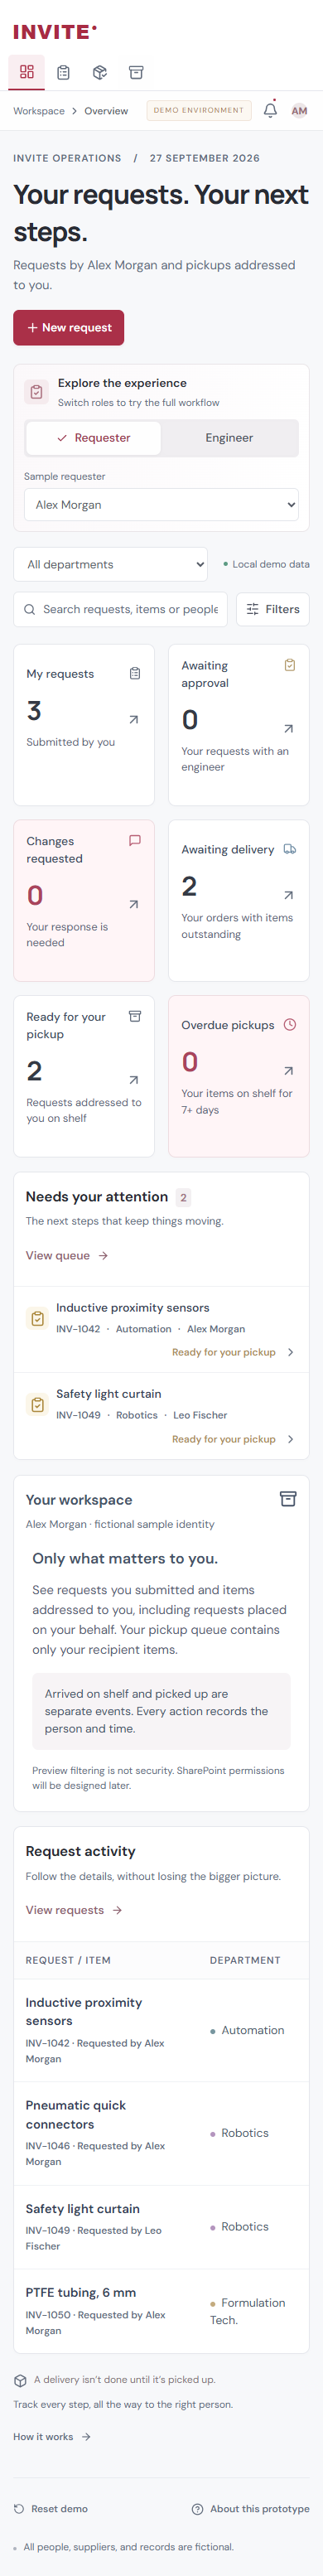 INVITE
Workspace > Overview DEMO ENVIRONMENT AM
INVITE OPERATIONS / 27 SEPTEMBER 2026
Your requests. Your next
steps.
Requests by Alex Morgan and pickups addressed
to you.
+ New request
Explore the experience
Switch roles to try the full workflow
Requester Engineer
Sample requester
Alex Morgan
All departments
Local demo data
Search requests, items or people
Filters
My requests
3
Submitted by you
Awaiting
approval
0
Your requests with an
engineer
Changes
requested
0
Your response is
needed
Awaiting delivery
2
Your orders with items
outstanding
Ready for your
pickup
2
Requests addressed to
you on shelf
Overdue pickups
0
Your items on shelf for
7+ days
Needs your attention 2
The next steps that keep things moving.
View queue →
Inductive proximity sensors
INV-1042 · Automation · Alex Morgan
Ready for your pickup >
Safety light curtain
INV-1049 · Robotics · Leo Fischer
Ready for your pickup >
Your workspace
Alex Morgan · fictional sample identity
Only what matters to you.
See requests you submitted and items
addressed to you, including requests placed
on your behalf. Your pickup queue contains
only your recipient items.
Arrived on shelf and picked up are
separate events. Every action records the
person and time.
Preview filtering is not security. SharePoint permissions
will be designed later.
Request activity
Follow the details, without losing the bigger picture.
View requests →
REQUEST / ITEM DEPARTMENT
Inductive proximity
sensors
INV-1042 · Requested by Alex
Morgan
Automation
Pneumatic quick
connectors
INV-1046 · Requested by Alex
Morgan
Robotics
Safety light curtain
INV-1049 · Requested by Leo
Fischer
Robotics
PTFE tubing, 6 mm
INV-1050 · Requested by Alex
Morgan
Formulation
Tech.
A delivery isn't done until it's picked up.
Track every step, all the way to the right person.
How it works →
Reset demo
About this prototype
All people, suppliers, and records are fictional.